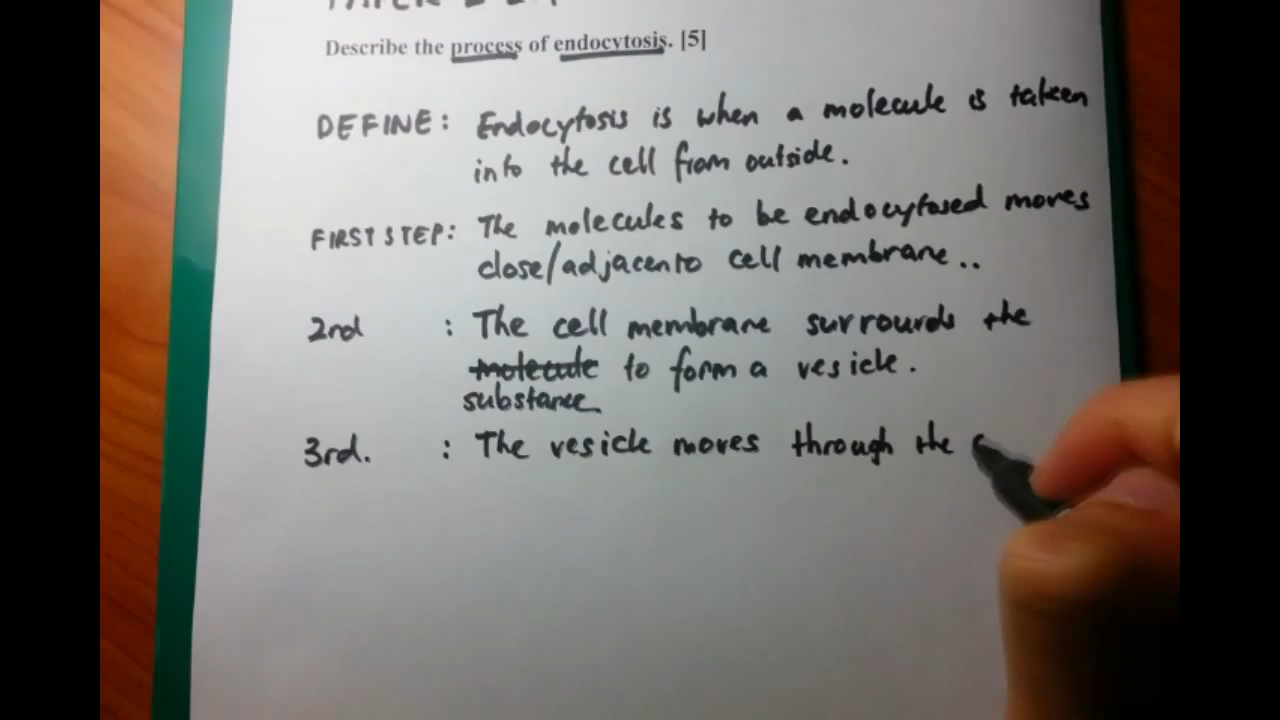 Describe the process of endocytosis. [5]
DEFINE: Endocytosis is when a molecule is taken
into the cell from outside.
FIRST STEP: The molecules to be endocytosed moves
close/adjacento cell membrane..
2nd : The cell membrane surrounds the
molecule to form a vesicle.
substance
3rd. : The vesicle moves through the